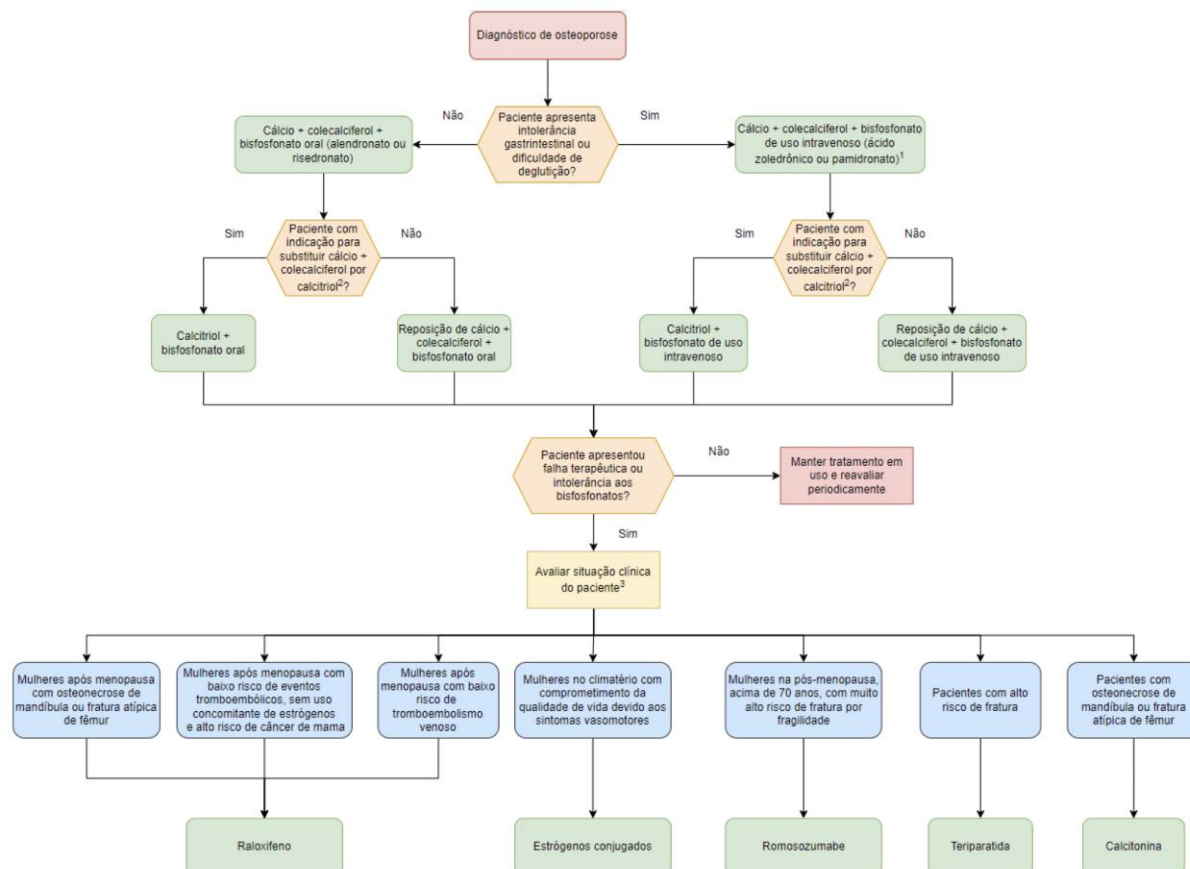 Diagnóstico de osteoporose
Não
Paciente apresenta
intolerância
gastrintestinal ou
dificuldade de
deglutição?
Sim
Cálcio + colecalciferol +
bisfosfonato oral (alendronato ou
risedronato)
Cálcio + colecalciferol + bisfosfonato
de uso intravenoso (ácido
zoledrônico ou pamidronato)¹
Sim
Paciente com
indicação para
substituir cálcio +
colecalciferol por
calcitriol²?
Não
Sim
Paciente com
indicação para
substituir cálcio +
colecalciferol por
calcitriol²?
Não
Calcitriol +
bisfosfonato oral
Reposição de cálcio +
colecalciferol +
bisfosfonato oral
Calcitriol +
bisfosfonato de uso
intravenoso
Reposição de cálcio +
colecalciferol + bisfosfonato
de uso intravenoso
Paciente apresentou
falha terapêutica ou
intolerância aos
bisfosfonatos?
Não
Manter tratamento em
uso e reavaliar
periodicamente
Sim
Avaliar situação clínica
do paciente³
Mulheres após menopausa
com osteonecrose de
mandíbula ou fratura atípica
de fêmur
Mulheres após menopausa com
baixo risco de eventos
tromboembólicos, sem uso
concomitante de estrógenos
e alto risco de câncer de mama
Mulheres após
menopausa com baixo
risco de
tromboembolismo
venoso
Mulheres no climatério com
comprometimento da
qualidade de vida devido aos
sintomas vasomotores
Mulheres na pós-menopausa,
acima de 70 anos, com muito
alto risco de fratura por
fragilidade
Pacientes com alto
risco de fratura
Pacientes com
osteonecrose de
mandíbula ou fratura
atípica de fêmur
Raloxifeno
Estrógenos conjugados
Romosozumabe
Teriparatida
Calcitonina